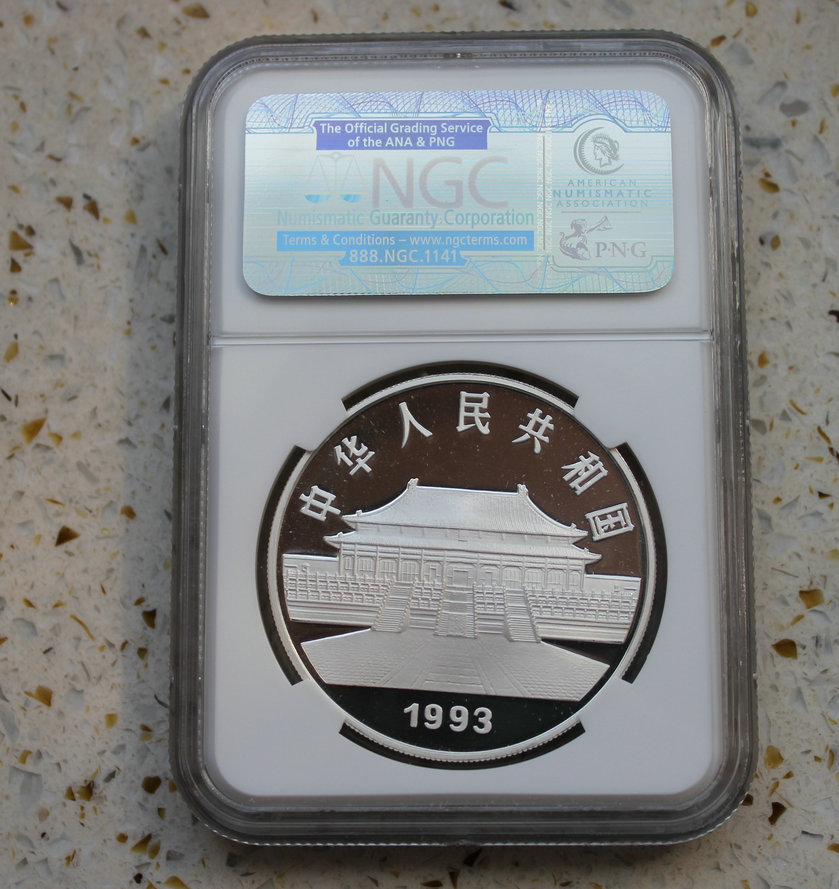 The Official Grading Service
of the ANA & PNG
NGC
Numismatic Guaranty Corporation
Terms & Conditions – www.ngcterms.com
888.NGC.1141
AMERICAN
NUMISMATIC
ASSOCIATION
P·N·G
中华人民共和国
1993